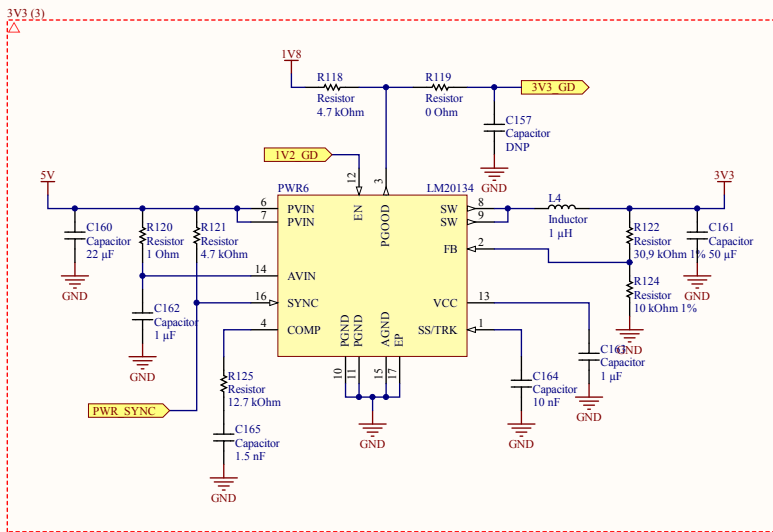 3V3 (3)
1V8
R118
Resistor
4.7 kOhm
R119
Resistor
0 Ohm
3V3_GD
C157
Capacitor
DNP
GND
1V2_GD
12
3
5V
PWR6
LM20134
3V3
6
PVIN
7
PVIN
EN
PGOOD
SW
8
SW
9
L4
Inductor
1 µH
C160
Capacitor
22 µF
GND
R120
Resistor
1 Ohm
R121
Resistor
4.7 kOhm
FB
2
R122
Resistor
30,9 kOhm 1%
C161
Capacitor
50 µF
GND
14
AVIN
R124
Resistor
10 kOhm 1%
GND
C162
Capacitor
1 µF
GND
16
SYNC
VCC
13
4
COMP
SS/TRK
1
PGND
PGND
AGND
EP
10
11
15
17
GND
C163
Capacitor
1 µF
GND
R125
Resistor
12.7 kOhm
C164
Capacitor
10 nF
GND
PWR_SYNC
C165
Capacitor
1.5 nF
GND